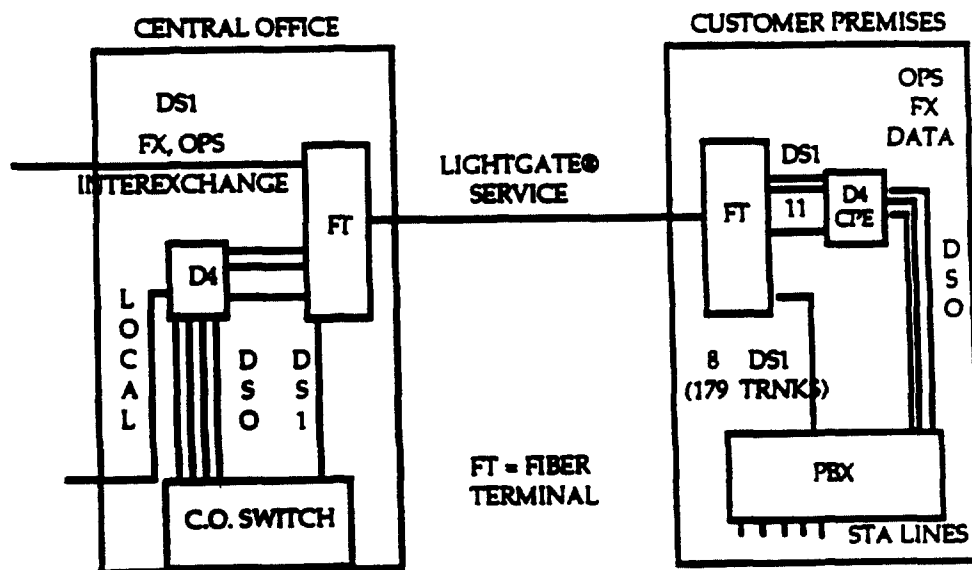 CENTRAL OFFICE
CUSTOMER PREMISES
DS1
FX, OPS
INTEREXCHANGE
FT
D4
L
O
C
A
L
D
S
O
D
S
1
C.O. SWITCH
LIGHTGATE®
SERVICE
FT = FIBER
TERMINAL
OPS
FX
DATA
FT
DS1
11
D4
CPE
D
S
O
8 DS1
(179 TRNKS)
PBX
STA LINES